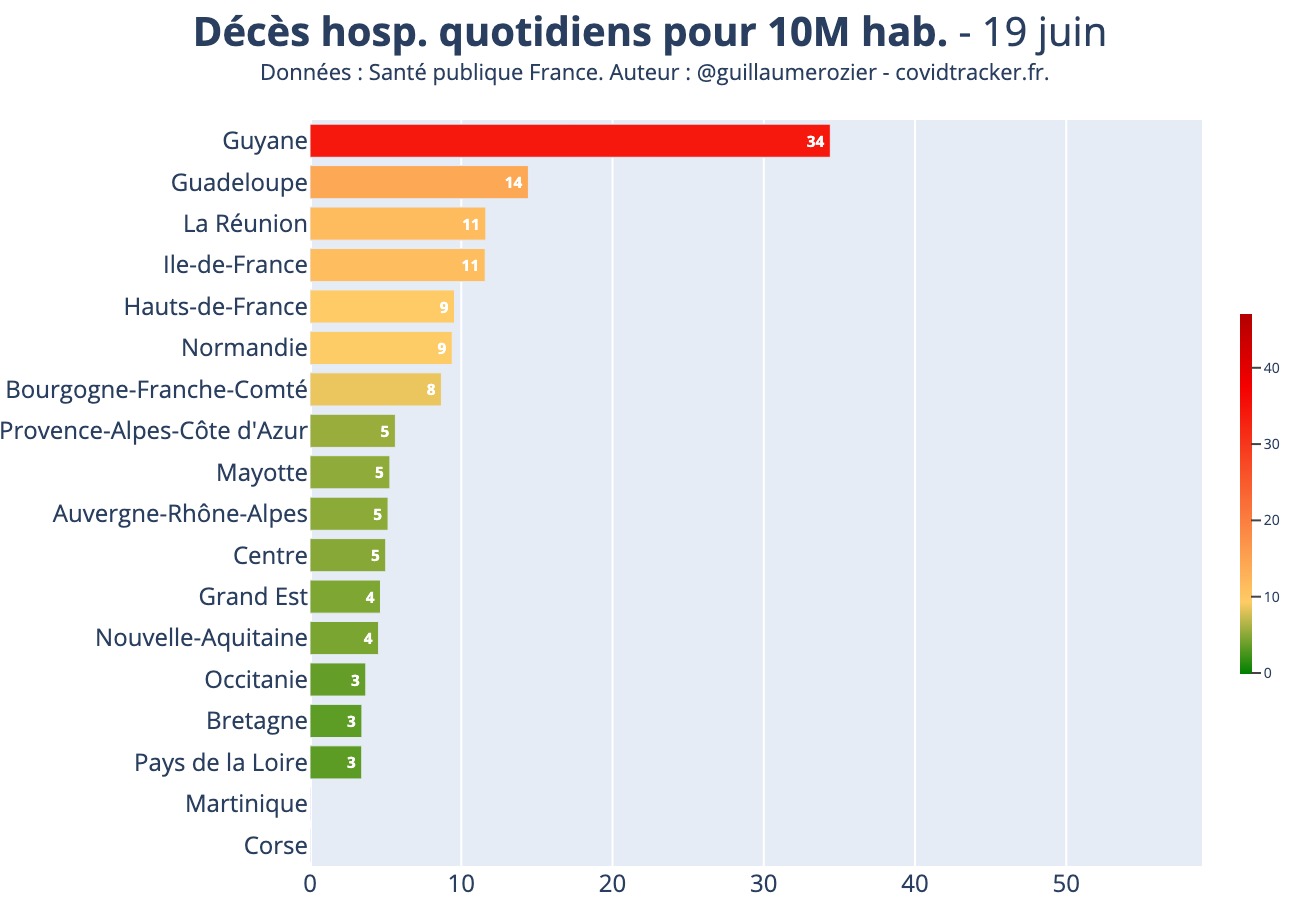 Décès hosp. quotidiens pour 10M hab. - 19 juin
Données : Santé publique France. Auteur : @guillaumerozier - covidtracker.fr.
Guyane 34
Guadeloupe 14
La Réunion 11
Ile-de-France 11
Hauts-de-France 9
Normandie 9
Bourgogne-Franche-Comté 8
Provence-Alpes-Côte d'Azur 5
Mayotte 5
Auvergne-Rhône-Alpes 5
Centre 5
Grand Est 4
Nouvelle-Aquitaine 4
Occitanie 3
Bretagne 3
Pays de la Loire 3
Martinique
Corse
0 10 20 30 40 50
40
30
20
10
0